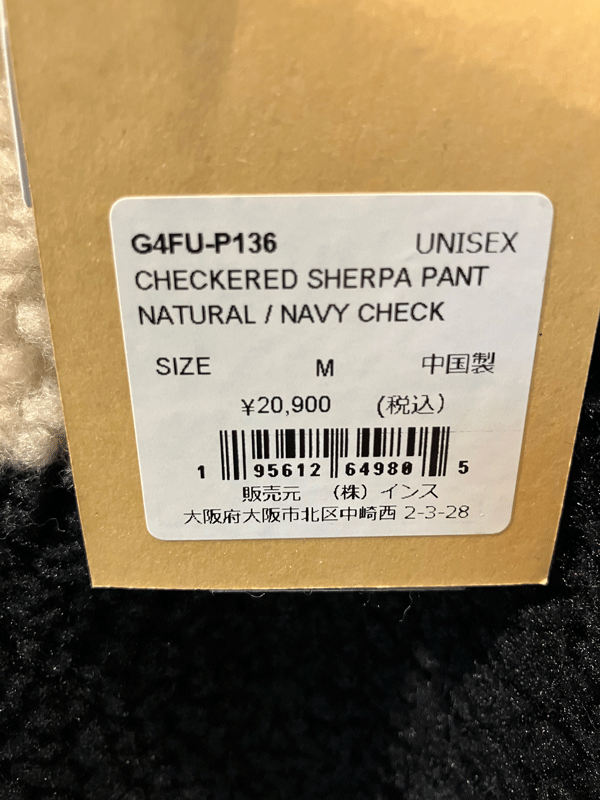 G4FU-P136 UNISEX
CHECKERED SHERPA PANT
NATURAL / NAVY CHECK
SIZE M 中国製
¥20,900 (税込)
1 95612 64980 5
販売元 (株) インス
大阪府大阪市北区中崎西 2-3-28